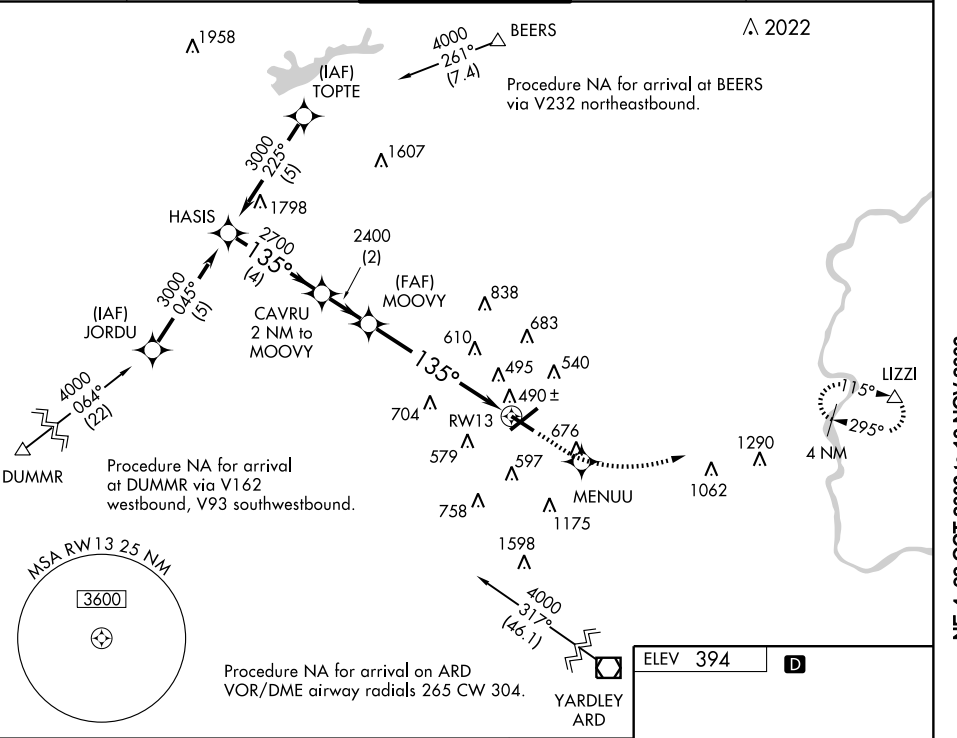 1958
4000
261°
(7.4)
BEERS
2022
(IAF)
TOPTE
Procedure NA for arrival at BEERS
via V232 northeastbound.
3000
225°
(5)
1607
1798
HASIS
2700
135°
(4)
2400
(2)
(FAF)
MOOVY
CAVRU
2 NM to
MOOVY
3000
045°
(5)
(IAF)
JORDU
838
683
610
135°
495
540
490±
704
RW13
LIZZI
115°
295°
4 NM
4000
064°
(22)
DUMMR
579
676
597
MENUU
1290
1062
Procedure NA for arrival
at DUMMR via V162
westbound, V93 southwestbound.
758
1175
1598
MSA RW13 25 NM
3600
4000
317°
(46.1)
Procedure NA for arrival on ARD
VOR/DME airway radials 265 CW 304.
YARDLEY
ARD
ELEV 394
D